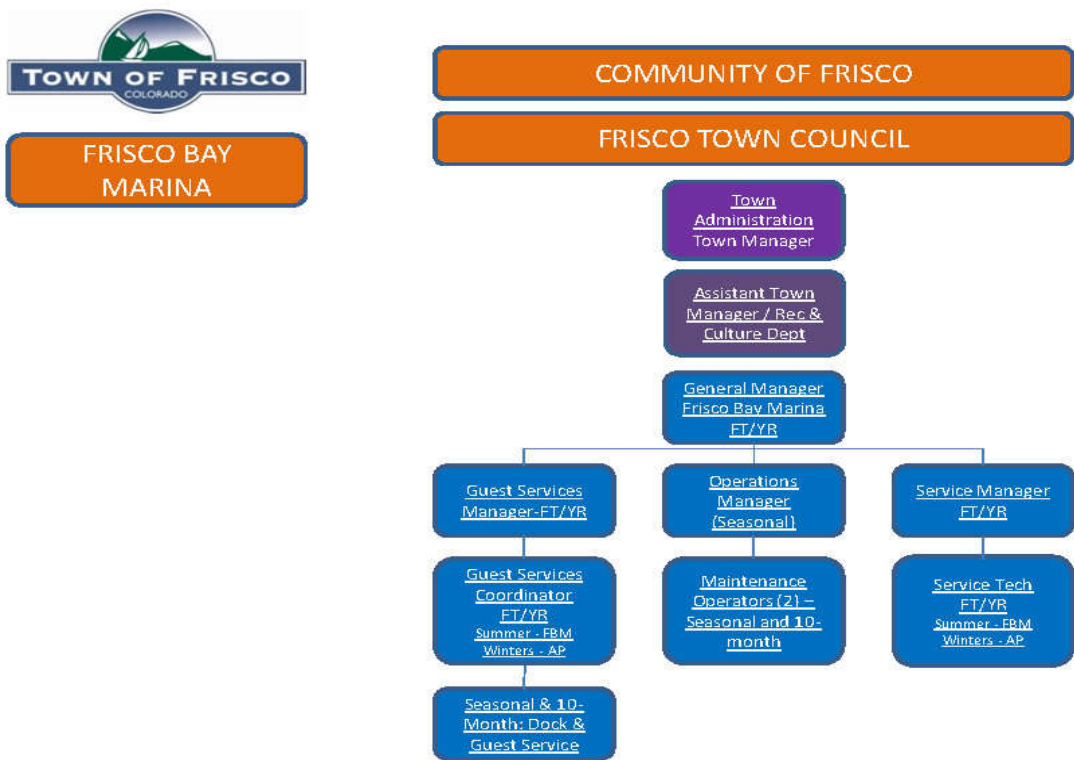 TOWN OF FRISCO
COLORADO
FRISCO BAY
MARINA
COMMUNITY OF FRISCO
FRISCO TOWN COUNCIL
Town
Administration
Town Manager
Assistant Town
Manager / Rec &
Culture Dept
General Manager
Frisco Bay Marina
FT/YR
Guest Services
Manager-FT/YR
Operations
Manager
(Seasonal)
Service Manager
FT/YR
Guest Services
Coordinator
FT/YR
Summer - FBM
Winters - AP
Maintenance
Operators (2) –
Seasonal and 10-
month
Service Tech
FT/YR
Summer - FBM
Winters - AP
Seasonal & 10-
Month: Dock &
Guest Service